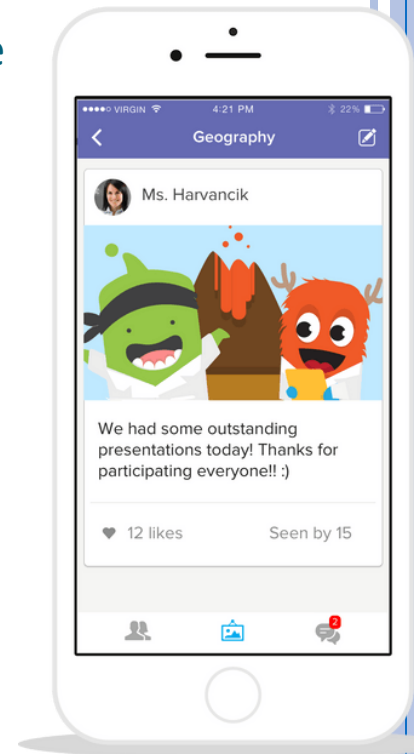 e
VIRGIN 4:21 PM 22%
Geography
Ms. Harvancik
We had some outstanding
presentations today! Thanks for
participating everyone!! :)
12 likes Seen by 15
2